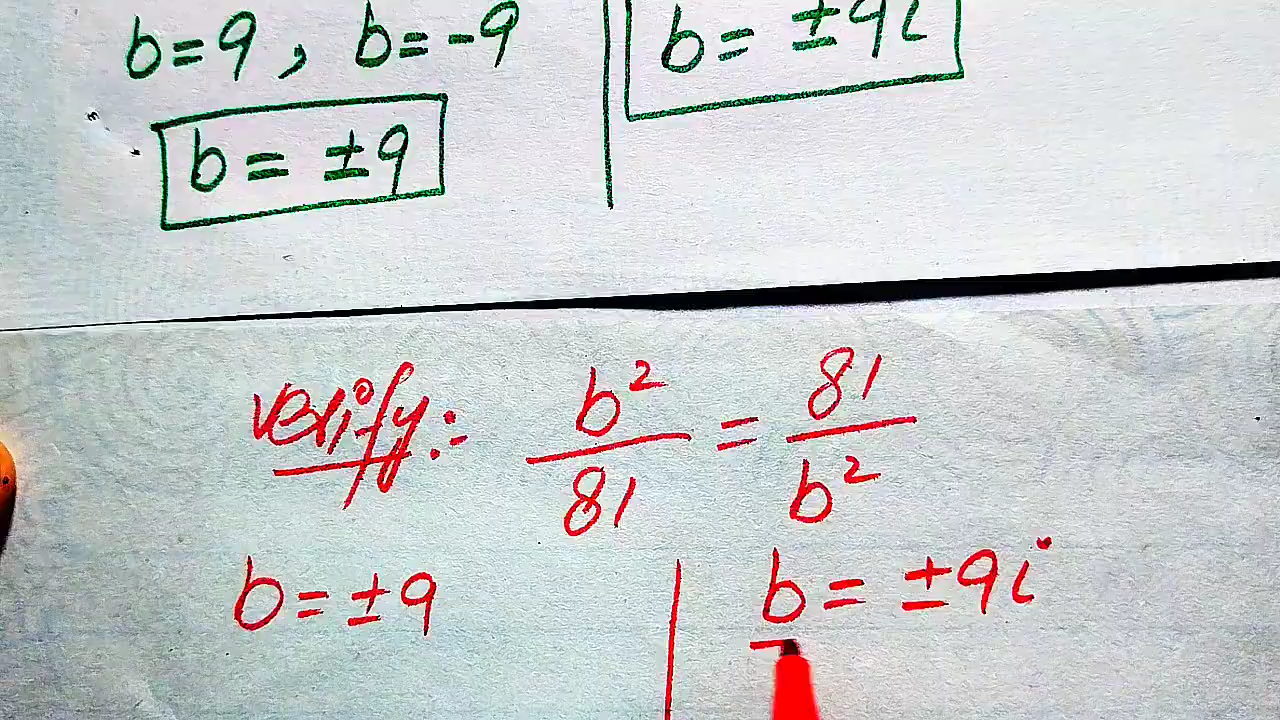 b = 9 , b = -9
b = ±9
b = ±9i
verify: b²/81 = 81/b²
b = ±9
b = ±9i